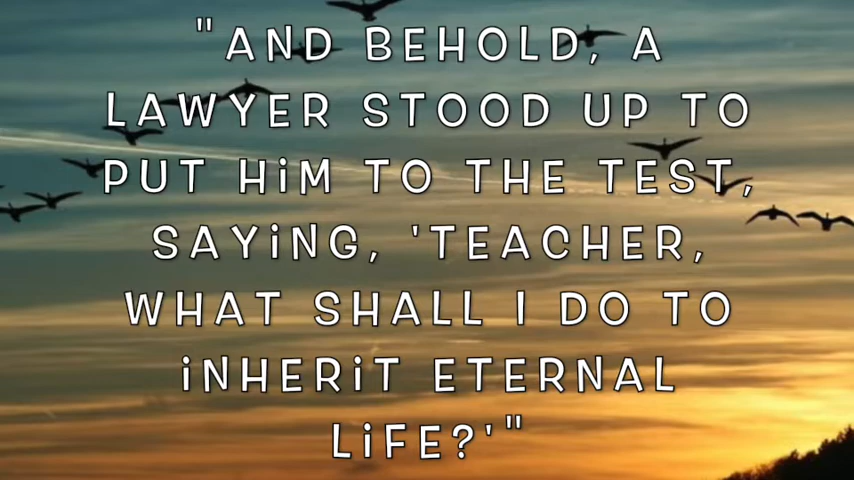 "AND BEHOLD, A
LAWYER STOOD UP TO
PUT HiM TO THE TEST,
SAYiNG, 'TEACHER,
WHAT SHALL I DO TO
iNHERiT ETERNAL
LiFE?'"